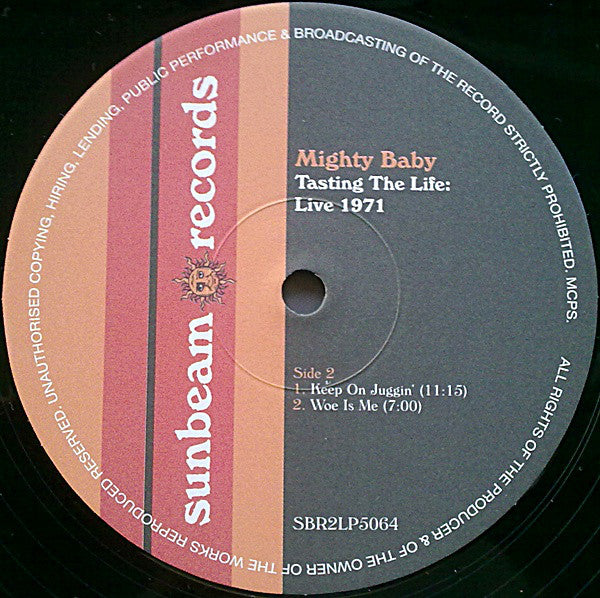 Mighty Baby
Tasting The Life:
Live 1971
sunbeam records
Side 2
1. Keep On Juggin' (11:15)
2. Woe Is Me (7:00)
SBR2LP5064
ALL RIGHTS OF THE PRODUCER & OF THE OWNER OF THE WORKS REPRODUCED RESERVED. UNAUTHORISED COPYING, HIRING, LENDING, PUBLIC PERFORMANCE & BROADCASTING OF THE RECORD STRICTLY PROHIBITED. MCPS.